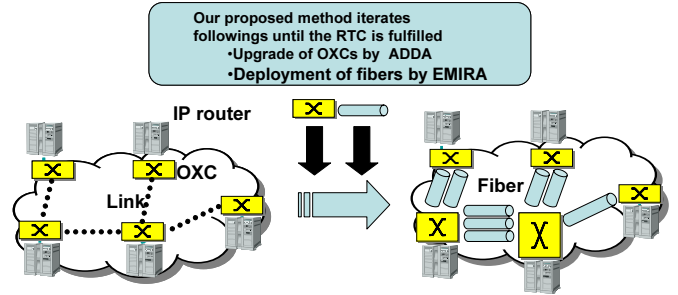 Our proposed method iterates
followings until the RTC is fulfilled
•Upgrade of OXCs by ADDA
•Deployment of fibers by EMIRA
IP router
OXC
Link
Fiber